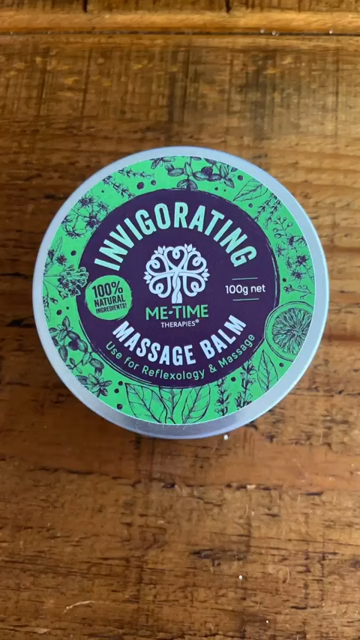 INVIGORATING
100%
NATURAL
INGREDIENTS!
100g net
ME-TIME
THERAPIES®
MASSAGE BALM
Use for Reflexology & Massage